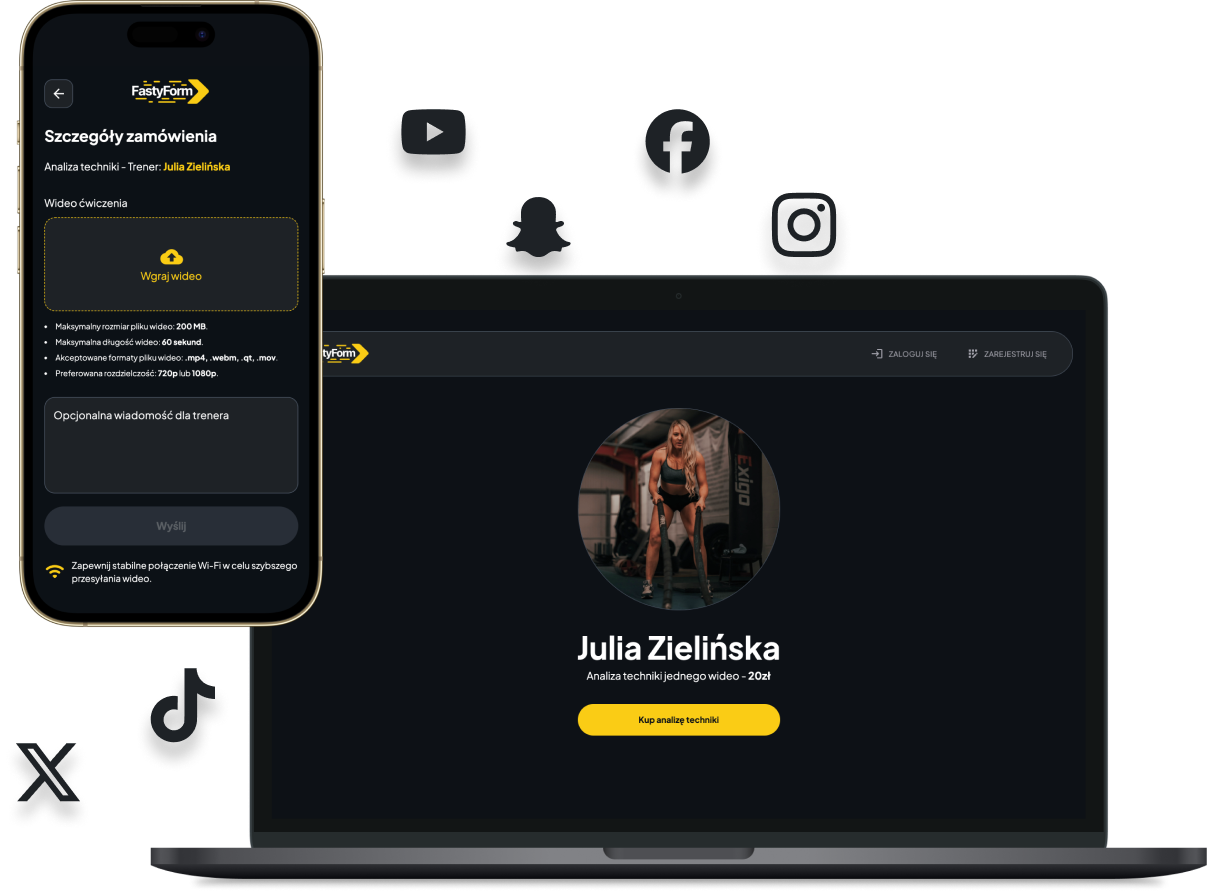 FastyForm
Szczegóły zamówienia
Analiza techniki - Trener: Julia Zielińska
Wideo ćwiczenia
Wgraj wideo
Maksymalny rozmiar pliku wideo: 200 MB.
Maksymalna długość wideo: 60 sekund.
Akceptowane formaty pliku wideo: .mp4, .webm, .qt, .mov.
Preferowana rozdzielczość: 720p lub 1080p.
Opcjonalna wiadomość dla trenera
Wyślij
Zapewnij stabilne połączenie Wi-Fi w celu szybszego
przesyłania wideo.
tyForm
ZALOGUJ SIĘ
ZAREJESTRUJ SIĘ
Exigo
Julia Zielińska
Analiza techniki jednego wideo - 20zł
Kup analizę techniki